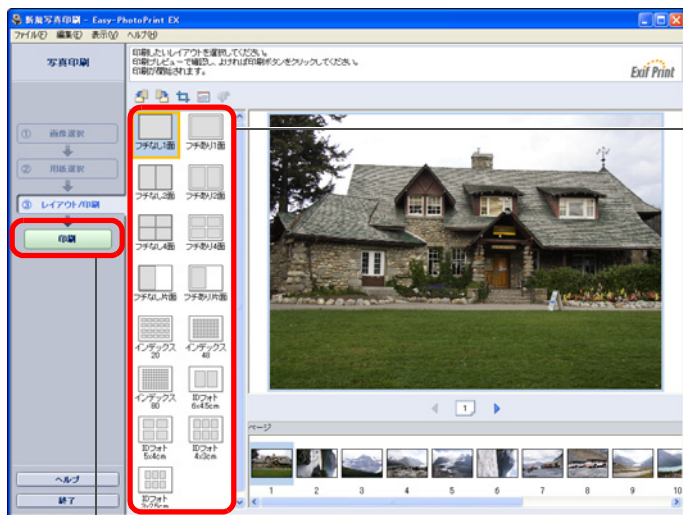 新規写真印刷 - Easy-PhotoPrint EX
ファイル(F) 編集(E) 表示(V) ヘルプ(H)
写真印刷
印刷したいレイアウトを選択してください。
印刷プレビューで確認し、よければ印刷ボタンをクリックしてください。
印刷が開始されます。
Exif Print
① 画像選択
② 用紙選択
③ レイアウト/印刷
印刷
フチなし1面 フチあり1面
フチなし2面 フチあり2面
フチなし4面 フチあり4面
フチなし片面 フチあり片面
インデックス
20
インデックス
48
インデックス
80
IDフォト
6x4.5cm
IDフォト
5x4cm
IDフォト
4x3cm
IDフォト
3x2.5cm
1
ページ
1 2 3 4 5 6 7 8 9 10
ヘルプ
終了